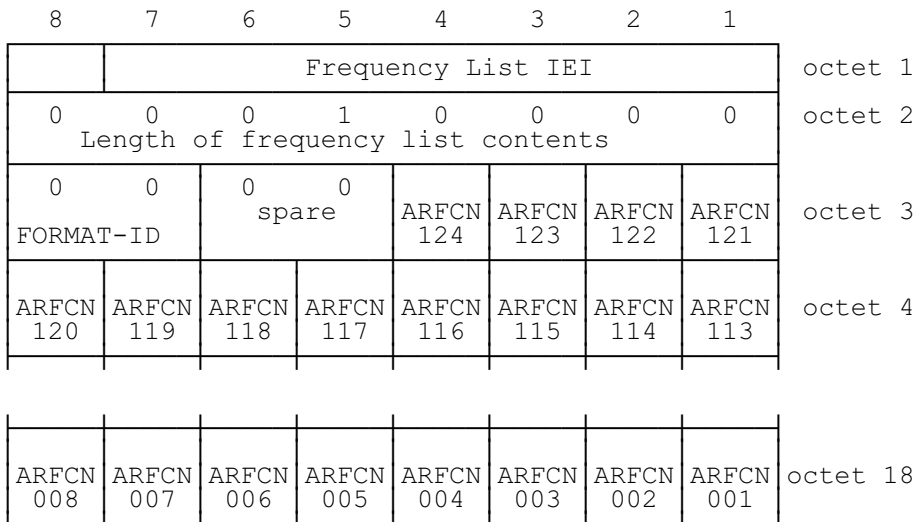 8 7 6 5 4 3 2 1
Frequency List IEI octet 1
0 0 0 1 0 0 0 0 octet 2
Length of frequency list contents
0 0 0 0
spare ARFCN ARFCN ARFCN ARFCN octet 3
FORMAT-ID 124 123 122 121
ARFCN ARFCN ARFCN ARFCN ARFCN ARFCN ARFCN ARFCN octet 4
120 119 118 117 116 115 114 113
ARFCN ARFCN ARFCN ARFCN ARFCN ARFCN ARFCN ARFCN octet 18
008 007 006 005 004 003 002 001